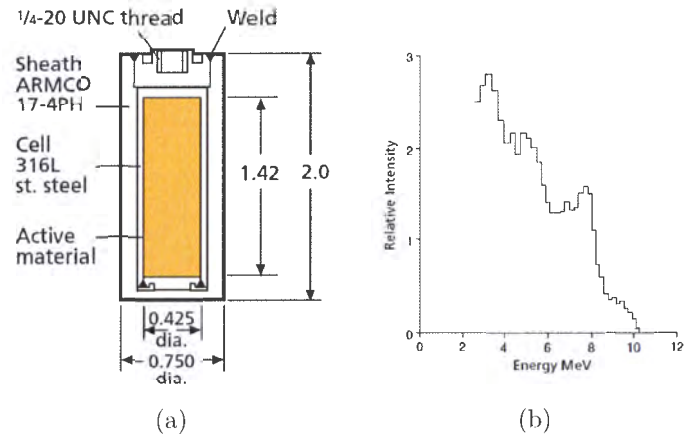 1/4-20 UNC thread
Weld
Sheath
ARMCO
17-4PH
Cell
316L
st. steel
Active
material
1.42
2.0
0.425
dia.
0.750
dia.
(a)
3
2
1
0
Relative Intensity
0 2 4 6 8 10 12
Energy MeV
(b)